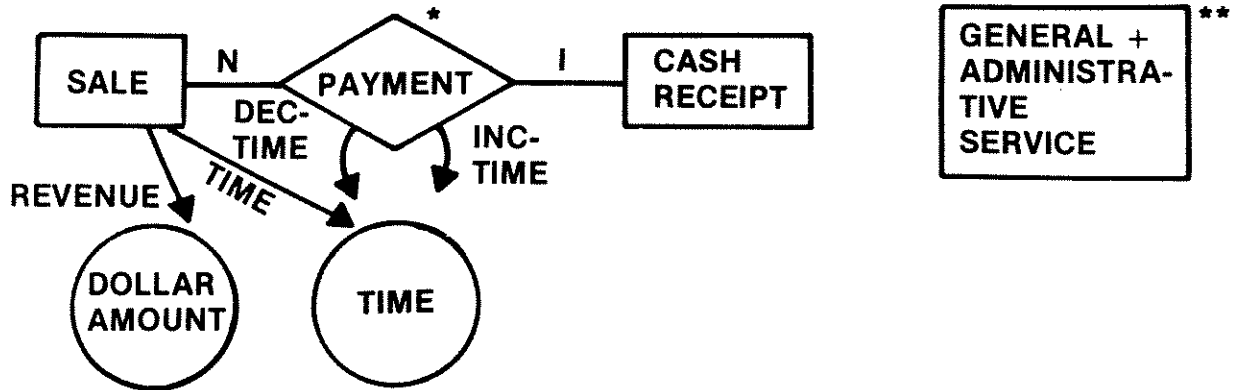 *
**
SALE
N
PAYMENT
I
CASH
RECEIPT
GENERAL +
ADMINISTRA-
TIVE
SERVICE
DEC-
TIME
INC-
TIME
REVENUE
TIME
DOLLAR
AMOUNT
TIME